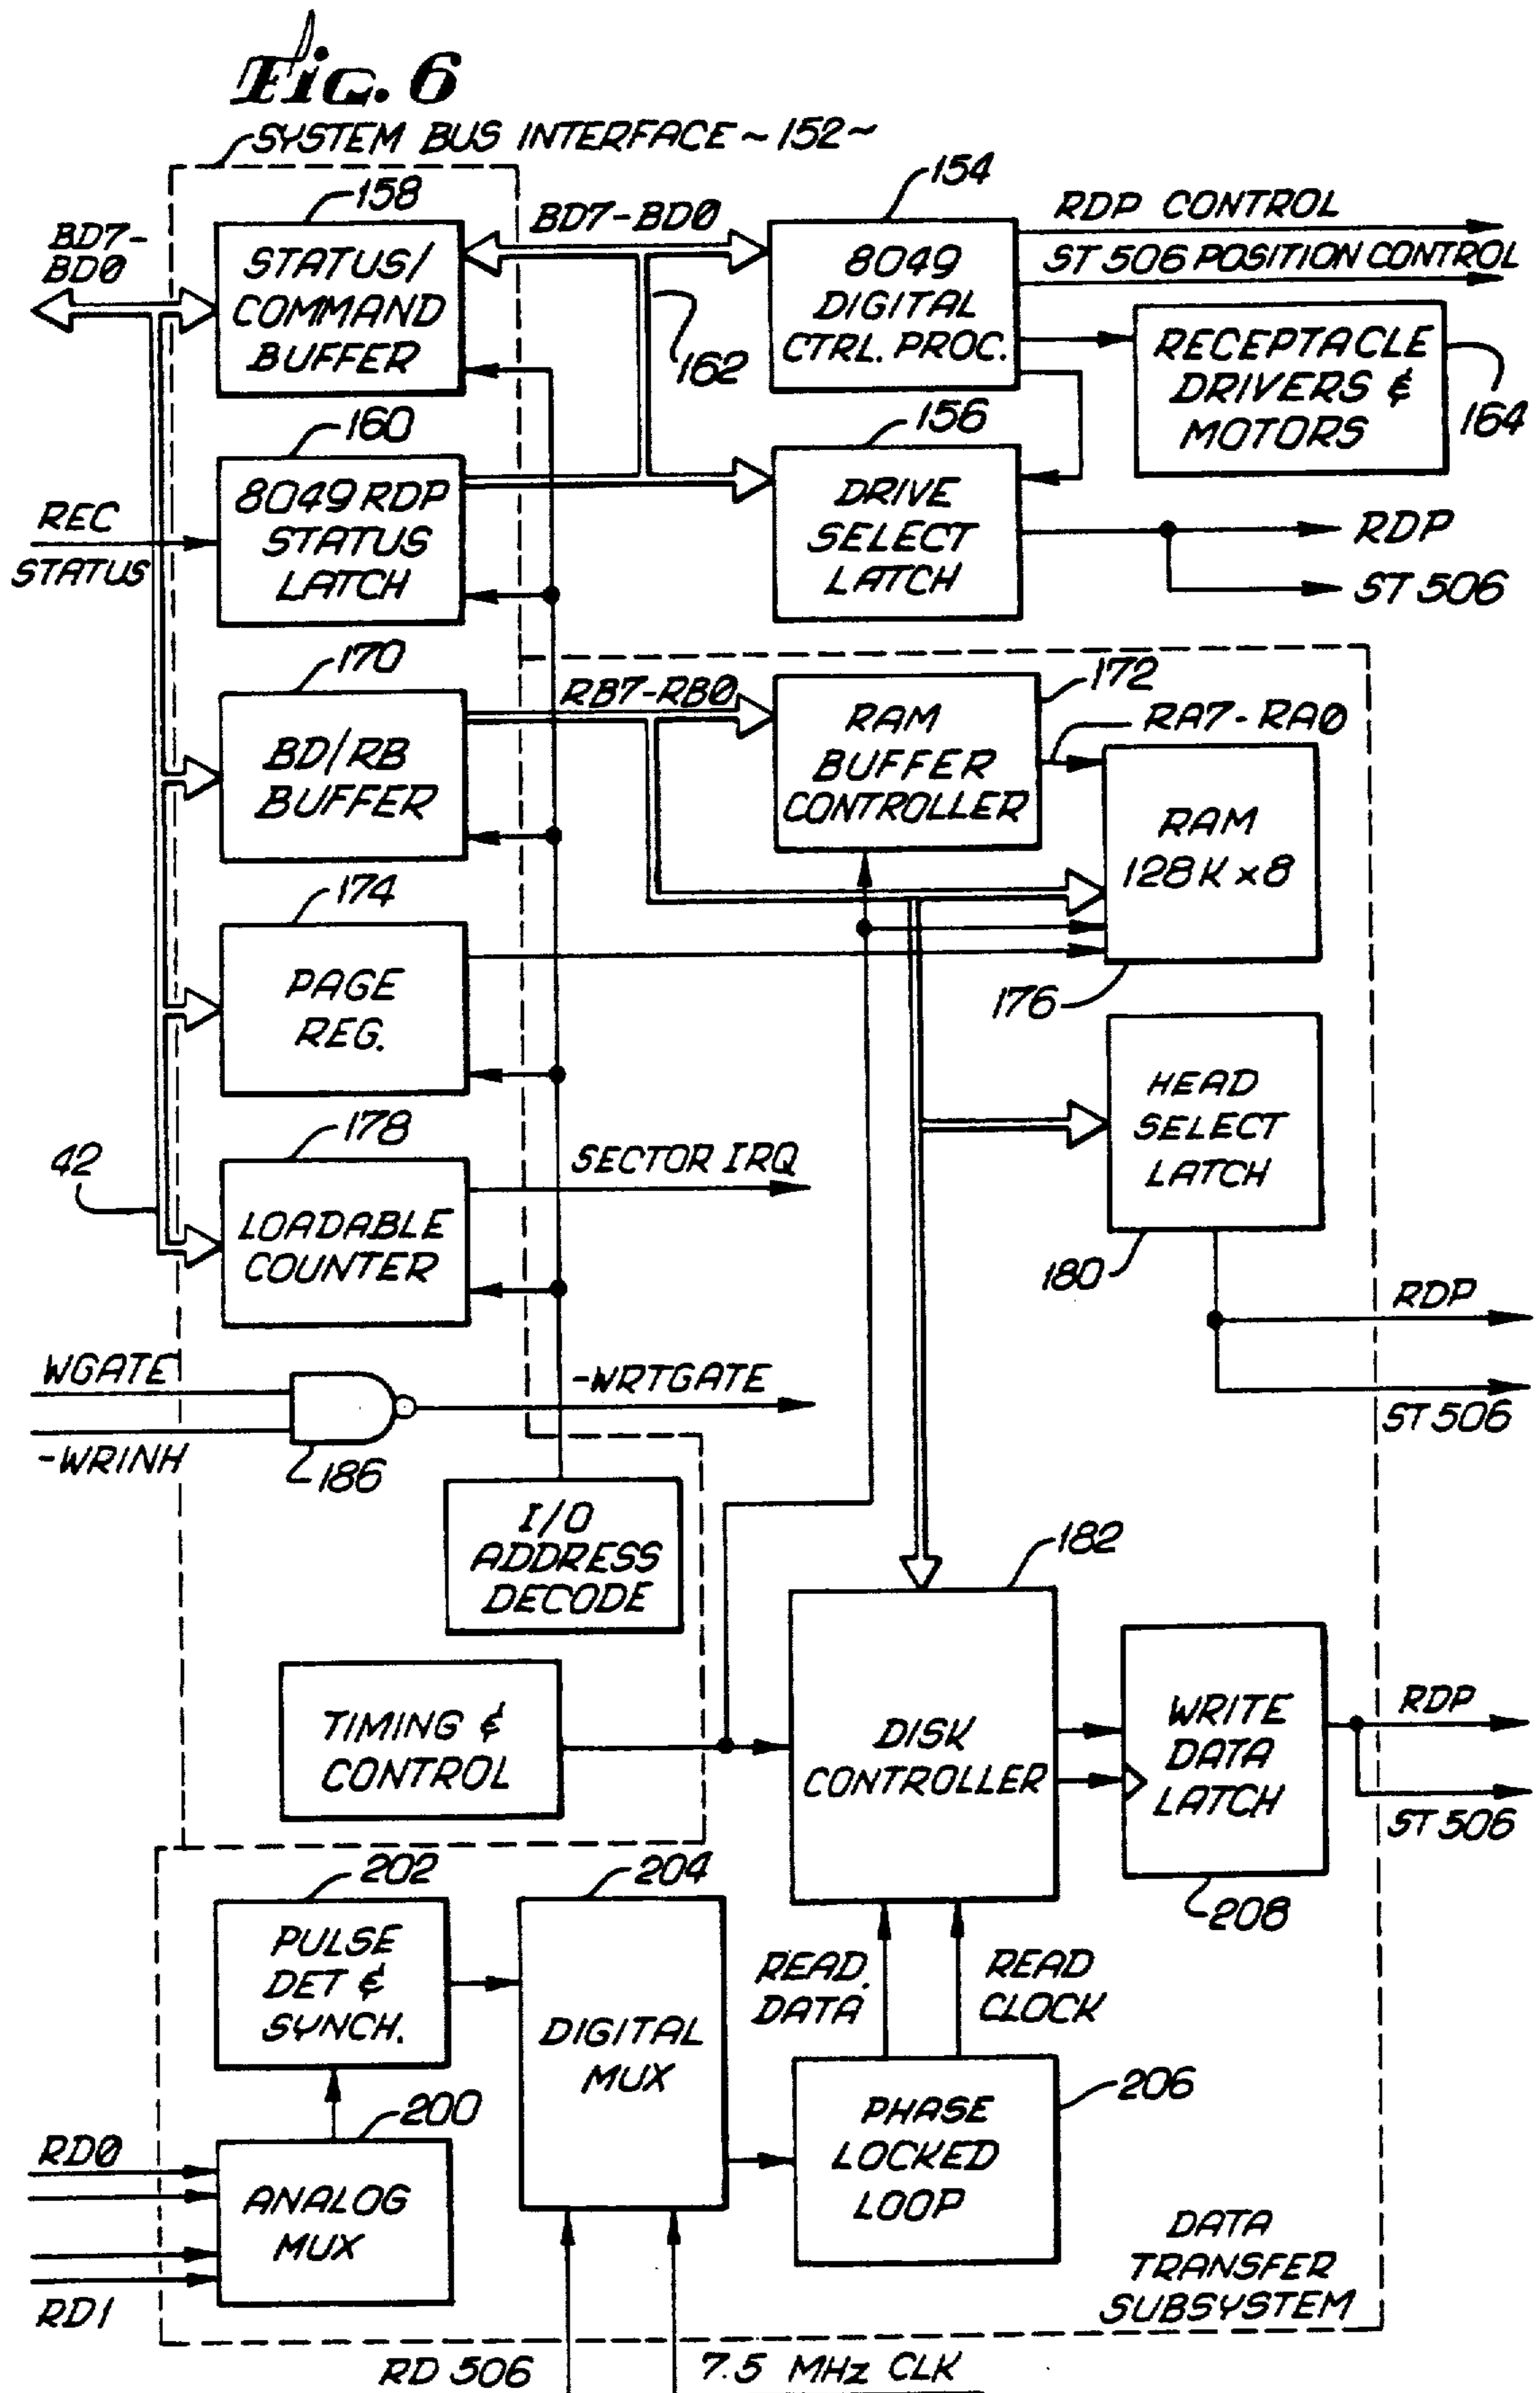 Fig. 6
SYSTEM BUS INTERFACE ~152~
158
154
BD7-
BD0
STATUS/
COMMAND
BUFFER
BD7-BD0
162
8049
DIGITAL
CTRL. PROC.
RDP CONTROL
ST 506 POSITION CONTROL
RECEPTACLE
DRIVERS &
MOTORS
164
160
8049 RDP
STATUS
LATCH
REC
STATUS
156
DRIVE
SELECT
LATCH
RDP
ST 506
170
BD/RB
BUFFER
RB7-RB0
172
RAM
BUFFER
CONTROLLER
RA7-RA0
RAM
128K x8
176
174
PAGE
REG.
HEAD
SELECT
LATCH
180
42
178
LOADABLE
COUNTER
SECTOR IRQ
RDP
ST 506
WGATE
-WRINH
186
-WRTGATE
I/O
ADDRESS
DECODE
182
DISK
CONTROLLER
TIMING &
CONTROL
WRITE
DATA
LATCH
208
RDP
ST 506
202
PULSE
DET &
SYNCH.
204
DIGITAL
MUX
READ
DATA
READ
CLOCK
206
PHASE
LOCKED
LOOP
200
ANALOG
MUX
RD0
RD1
DATA
TRANSFER
SUBSYSTEM
RD 506
7.5 MHz CLK